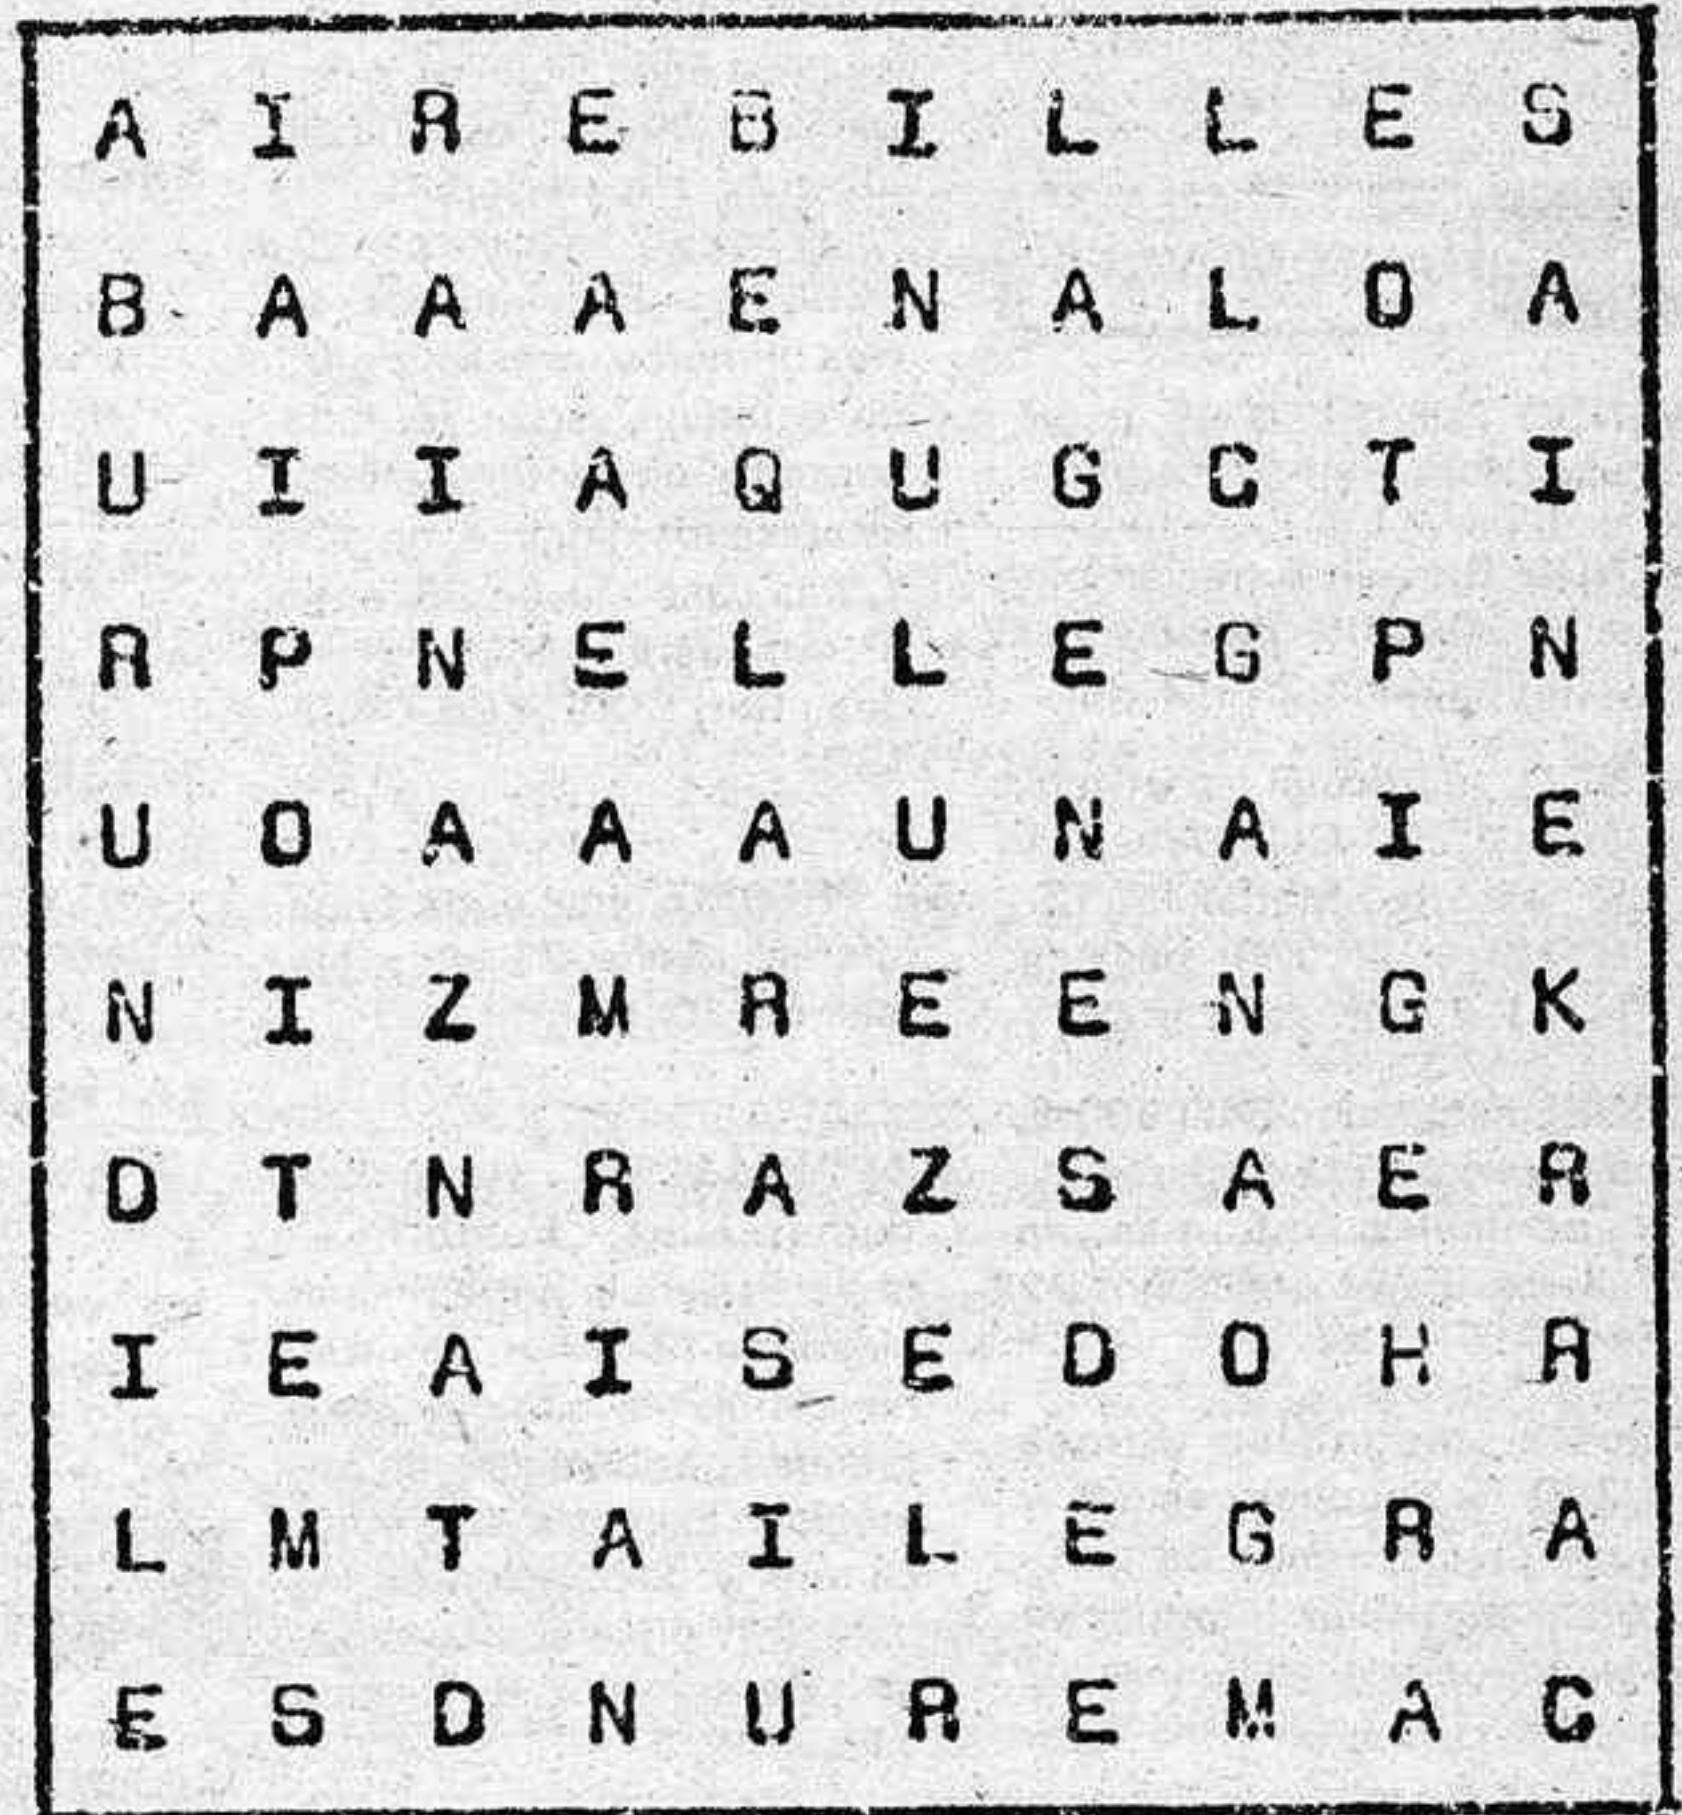 A I R E B I L L E S
B A A A E N A L O A
U I I A Q U G C T I
R P N E L L E G P N
U O A A A U N A I E
N I Z M R E E N G K
D T N R A Z S A E R
I E A I S E D O H R
L M T A I L E G R A
E S D N U R E M A C